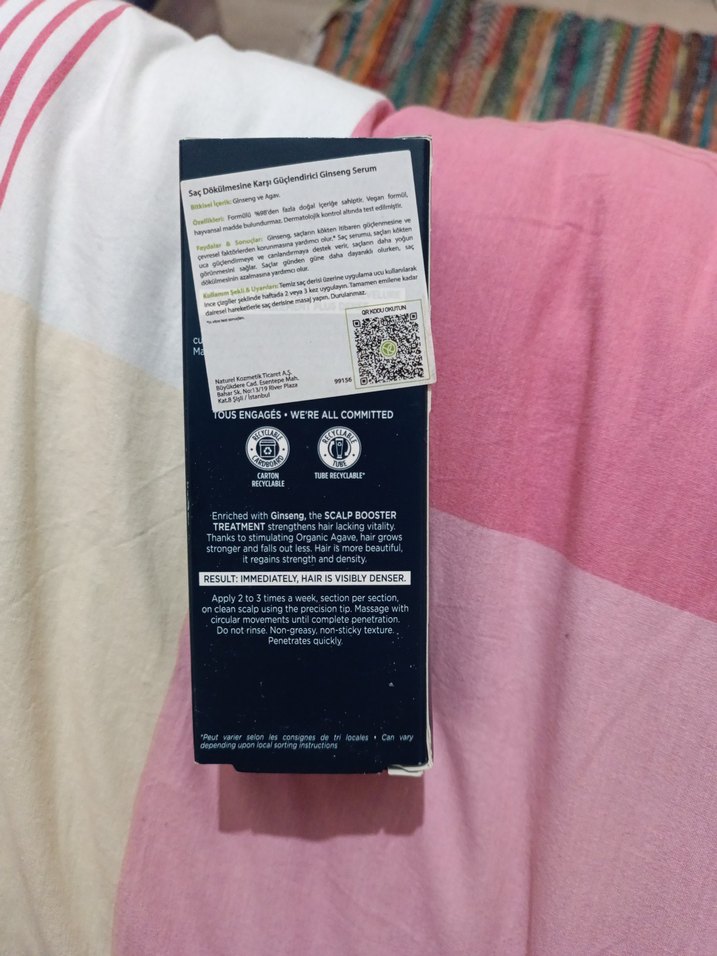 Saç Dökülmesine Karşı Güçlendirici Ginseng Serum
Bitkisel İçerik: Ginseng ve Agav.
Özellikleri: Formülü %98'den fazla doğal içeriğe sahiptir. Vegan formül,
hayvansal madde bulundurmaz. Dermatolojik kontrol altında test edilmiştir.
Faydalar & Sonuçlar: Ginseng, saçların kökten itibaren güçlenmesine ve
çevresel faktörlerden korunmasına yardımcı olur.* Saç serumu, saçları kökten
uca güçlendirmeye ve canlandırmaya destek verir, saçların daha yoğun
görünmesini sağlar. Saçlar günden güne daha dayanıklı olurken, saç
dökülmesinin azalmasına yardımcı olur.
Kullanım Şekli & Uyarıları: Temiz saç derisi üzerine uygulama ucu kullanılarak
ince çizgiler şeklinde haftada 2 veya 3 kez uygulayın. Tamamen emilene kadar
dairesel hareketlerle saç derisine masaj yapın. Durulanmaz.
QR KODU OKUTUN
cu
Ma
Naturel Kozmetik Ticaret A.Ş.
Büyükdere Cad. Esentepe Mah.
Bahar Sk. No:13/19 River Plaza
Kat.8 Şişli / İstanbul
99156
TOUS ENGAGÉS • WE'RE ALL COMMITTED
RECYCLABLE
CARDBOARD
RECYCLABLE
TUBE
CARTON
RECYCLABLE
TUBE RECYCLABLE*
Enriched with Ginseng, the SCALP BOOSTER
TREATMENT strengthens hair lacking vitality.
Thanks to stimulating Organic Agave, hair grows
stronger and falls out less. Hair is more beautiful,
it regains strength and density.
RESULT: IMMEDIATELY, HAIR IS VISIBLY DENSER.
Apply 2 to 3 times a week, section per section,
on clean scalp using the precision tip. Massage with
circular movements until complete penetration.
Do not rinse. Non-greasy, non-sticky texture.
Penetrates quickly.
*Peut varier selon les consignes de tri locales • Can vary
depending upon local sorting instructions